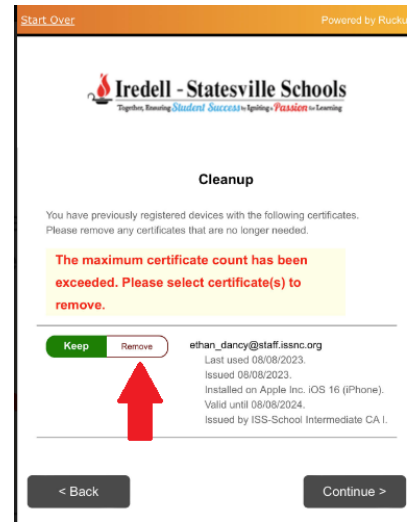 Start Over Powered by Rucku
Iredell - Statesville Schools
Together, Ensuring Student Success by Igniting a Passion for Learning
Cleanup
You have previously registered devices with the following certificates.
Please remove any certificates that are no longer needed.
The maximum certificate count has been
exceeded. Please select certificate(s) to
remove.
Keep Remove ethan_dancy@staff.issnc.org
Last used 08/08/2023.
Issued 08/08/2023.
Installed on Apple Inc. iOS 16 (iPhone).
Valid until 08/08/2024.
Issued by ISS-School Intermediate CA I.
< Back Continue >